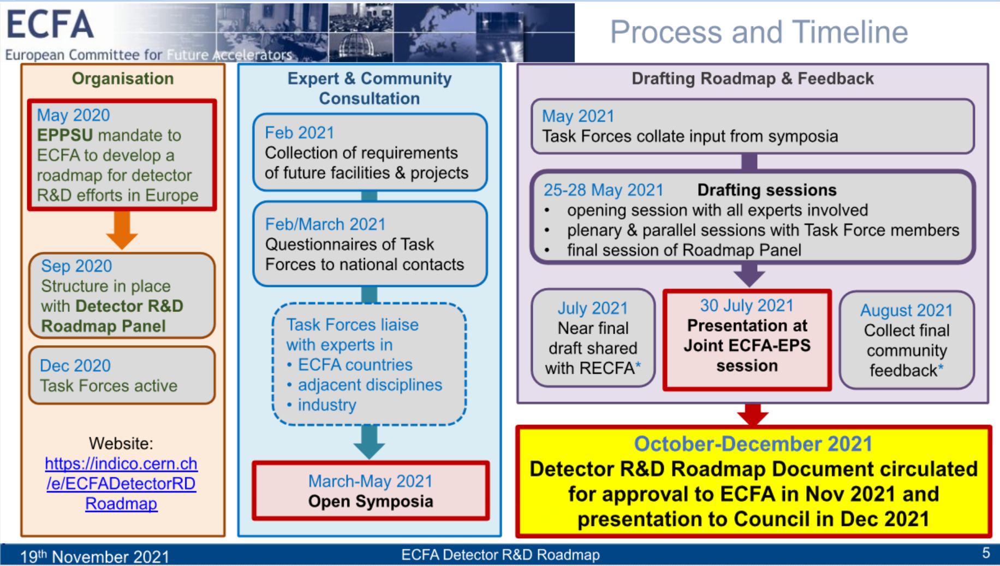 ECFA
European Committee for Future Accelerators
Process and Timeline
Organisation
May 2020
EPPSU mandate to
ECFA to develop a
roadmap for detector
R&D efforts in Europe
Sep 2020
Structure in place
with Detector R&D
Roadmap Panel
Dec 2020
Task Forces active
Website:
https://indico.cern.ch
/e/ECFADetectorRD
Roadmap
Expert & Community
Consultation
Feb 2021
Collection of requirements
of future facilities & projects
Feb/March 2021
Questionnaires of Task
Forces to national contacts
Task Forces liaise
with experts in
• ECFA countries
• adjacent disciplines
• industry
March-May 2021
Open Symposia
Drafting Roadmap & Feedback
May 2021
Task Forces collate input from symposia
25-28 May 2021 Drafting sessions
• opening session with all experts involved
• plenary & parallel sessions with Task Force members
• final session of Roadmap Panel
July 2021
Near final
draft shared
with RECFA*
30 July 2021
Presentation at
Joint ECFA-EPS
session
August 2021
Collect final
community
feedback*
October-December 2021
Detector R&D Roadmap Document circulated
for approval to ECFA in Nov 2021 and
presentation to Council in Dec 2021
19th November 2021
ECFA Detector R&D Roadmap
5